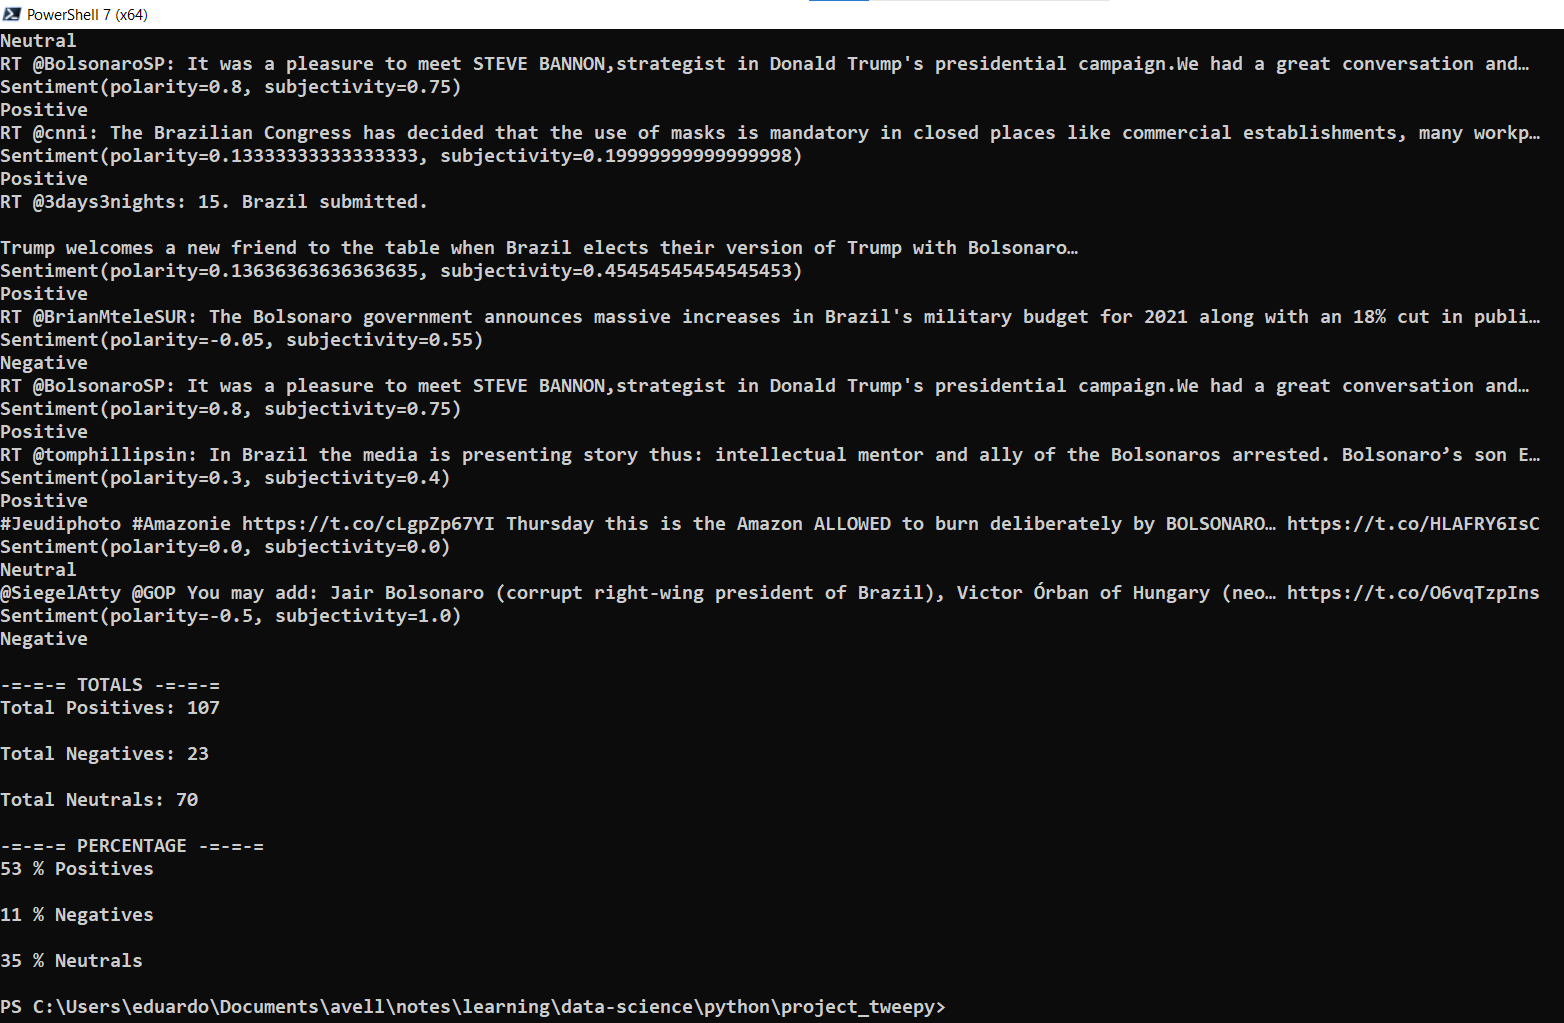 PowerShell 7 (x64)
Neutral
RT @BolsonaroSP: It was a pleasure to meet STEVE BANNON,strategist in Donald Trump's presidential campaign.We had a great conversation and…
Sentiment(polarity=0.8, subjectivity=0.75)
Positive
RT @cnni: The Brazilian Congress has decided that the use of masks is mandatory in closed places like commercial establishments, many workp…
Sentiment(polarity=0.13333333333333333, subjectivity=0.19999999999999998)
Positive
RT @3days3nights: 15. Brazil submitted.
Trump welcomes a new friend to the table when Brazil elects their version of Trump with Bolsonaro…
Sentiment(polarity=0.13636363636363635, subjectivity=0.45454545454545453)
Positive
RT @BrianMteleSUR: The Bolsonaro government announces massive increases in Brazil's military budget for 2021 along with an 18% cut in publi…
Sentiment(polarity=-0.05, subjectivity=0.55)
Negative
RT @BolsonaroSP: It was a pleasure to meet STEVE BANNON,strategist in Donald Trump's presidential campaign.We had a great conversation and…
Sentiment(polarity=0.8, subjectivity=0.75)
Positive
RT @tomphillipsin: In Brazil the media is presenting story thus: intellectual mentor and ally of the Bolsonaros arrested. Bolsonaro’s son E…
Sentiment(polarity=0.3, subjectivity=0.4)
Positive
#Jeudiphoto #Amazonie https://t.co/cLgpZp67YI Thursday this is the Amazon ALLOWED to burn deliberately by BOLSONARO… https://t.co/HLAFRY6IsC
Sentiment(polarity=0.0, subjectivity=0.0)
Neutral
@SiegelAtty @GOP You may add: Jair Bolsonaro (corrupt right-wing president of Brazil), Victor Órban of Hungary (neo… https://t.co/O6vqTzpIns
Sentiment(polarity=-0.5, subjectivity=1.0)
Negative
-=-=-= TOTALS -=-=-=
Total Positives: 107
Total Negatives: 23
Total Neutrals: 70
-=-=-= PERCENTAGE -=-=-=
53 % Positives
11 % Negatives
35 % Neutrals
PS C:\Users\eduardo\Documents\avell\notes\learning\data-science\python\project_tweepy>